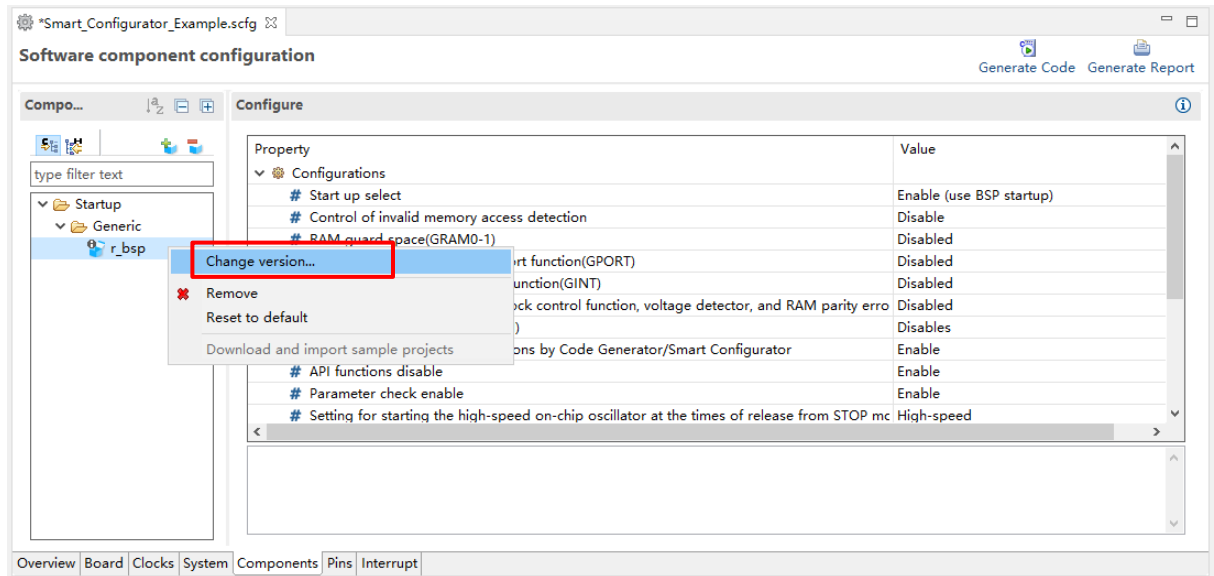 *Smart_Configurator_Example.scfg
Software component configuration
Generate Code Generate Report
Compo...
Configure
type filter text
Startup
Generic
r_bsp
Property Value
Configurations
# Start up select Enable (use BSP startup)
# Control of invalid memory access detection Disable
# RAM guard space(GRAM0-1) Disabled
rt function(GPORT) Disabled
unction(GINT) Disabled
ock control function, voltage detector, and RAM parity erro Disabled
) Disables
ons by Code Generator/Smart Configurator Enable
# API functions disable Enable
# Parameter check enable Enable
# Setting for starting the high-speed on-chip oscillator at the times of release from STOP mc High-speed
Change version...
Remove
Reset to default
Download and import sample projects
Overview Board Clocks System Components Pins Interrupt